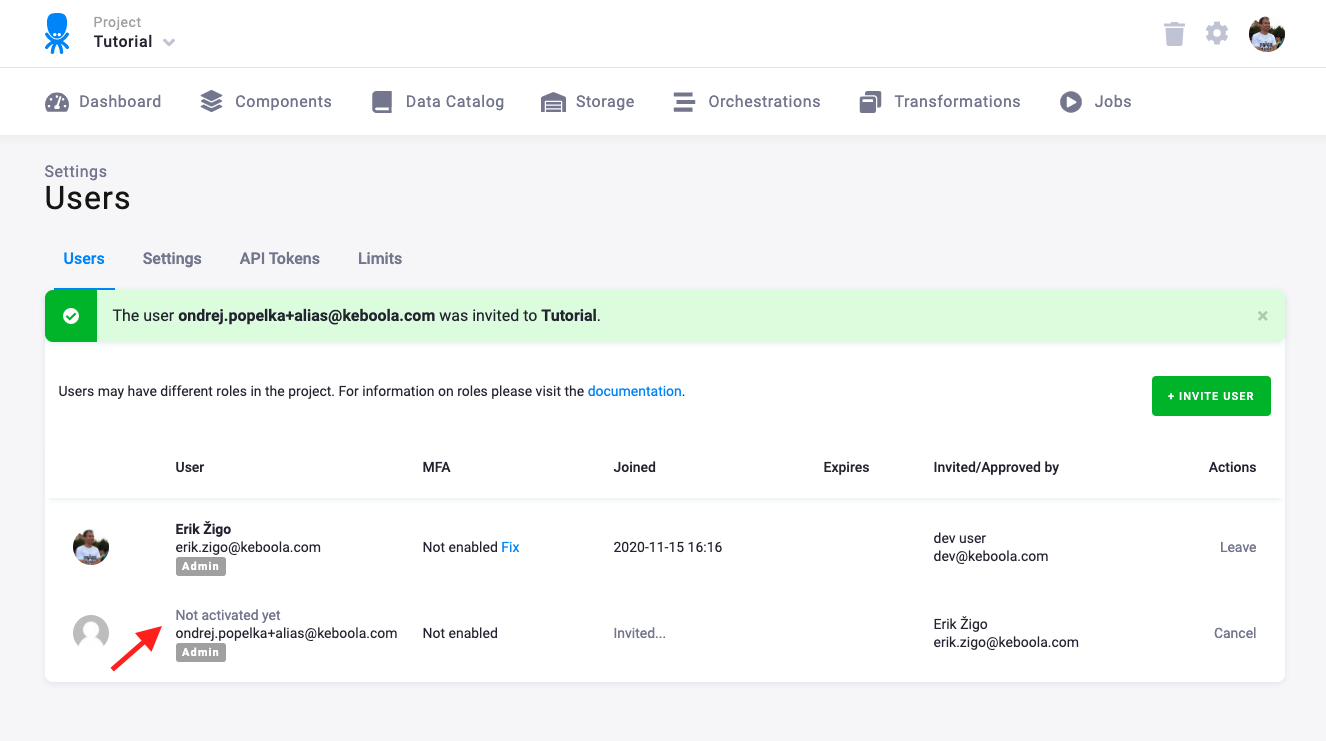 Project
Tutorial
Dashboard Components Data Catalog Storage Orchestrations Transformations Jobs
Settings
Users
Users Settings API Tokens Limits
The user ondrej.popelka+alias@keboola.com was invited to Tutorial. ×
Users may have different roles in the project. For information on roles please visit the documentation.
+ INVITE USER
User MFA Joined Expires Invited/Approved by Actions
Erik Žigo
erik.zigo@keboola.com
Admin
Not enabled Fix
2020-11-15 16:16
dev user
dev@keboola.com
Leave
Not activated yet
ondrej.popelka+alias@keboola.com
Admin
Not enabled
Invited...
Erik Žigo
erik.zigo@keboola.com
Cancel